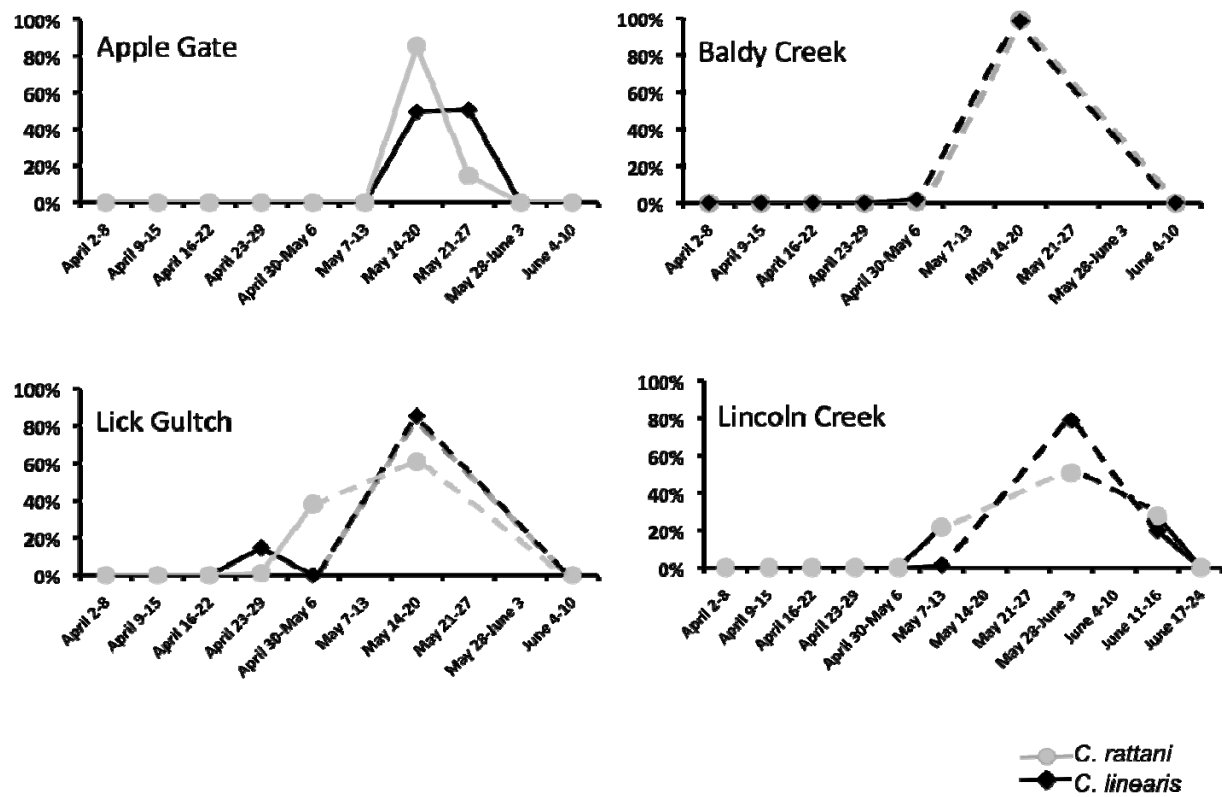 Apple Gate
100%
80%
60%
40%
20%
0%
April 2-8
April 9-15
April 16-22
April 23-29
April 30-May 6
May 7-13
May 14-20
May 21-27
May 28-June 3
June 4-10
Baldy Creek
100%
80%
60%
40%
20%
0%
April 2-8
April 9-15
April 16-22
April 23-29
April 30-May 6
May 7-13
May 14-20
May 21-27
May 28-June 3
June 4-10
Lick Gultch
100%
80%
60%
40%
20%
0%
April 2-8
April 9-15
April 16-22
April 23-29
April 30-May 6
May 7-13
May 14-20
May 21-27
May 28-June 3
June 4-10
Lincoln Creek
100%
80%
60%
40%
20%
0%
April 2-8
April 9-15
April 16-22
April 23-29
April 30-May 6
May 7-13
May 14-20
May 21-27
May 28-June 3
June 4-10
June 11-16
June 17-24
C. rattani
C. linearis